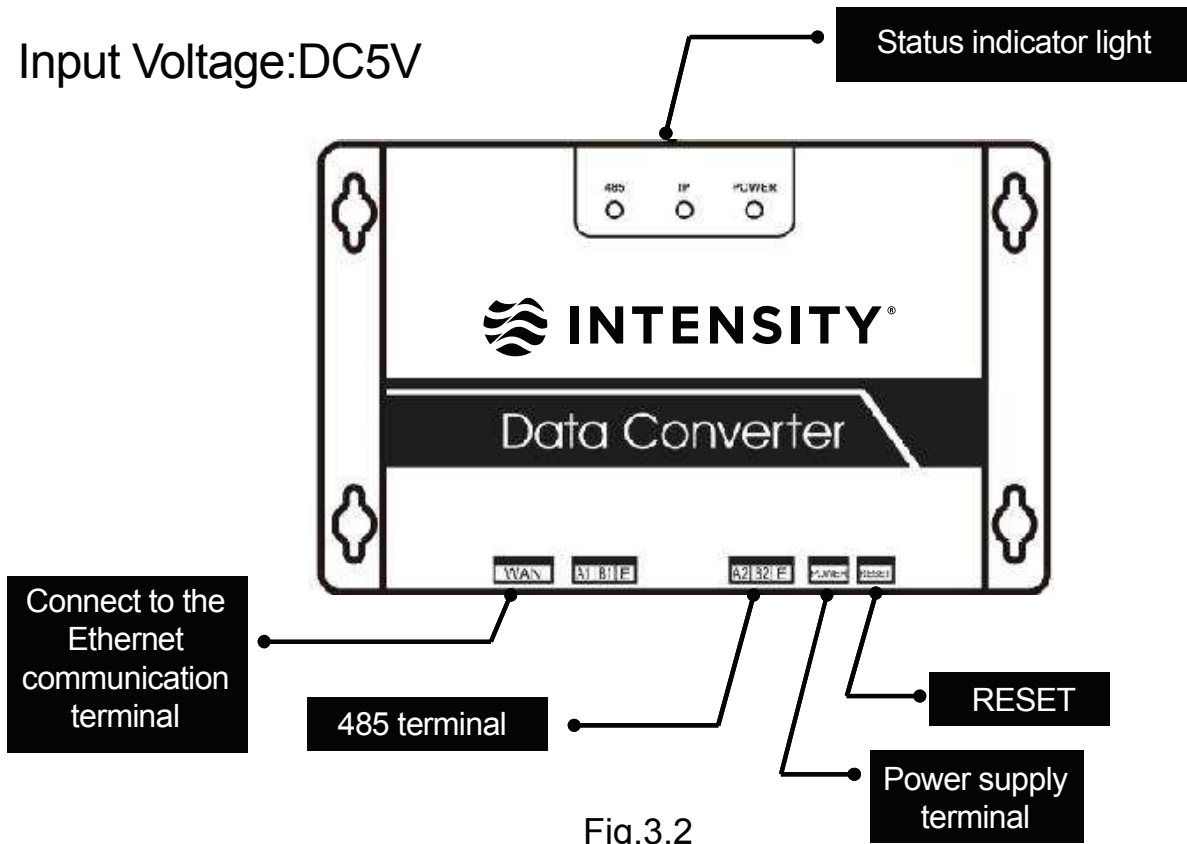 Status indicator light
Input Voltage:DC5V
485 IP POWER
INTENSITY®
Data Converter
WAN A1 B1 E A2 B2 E POWER RESET
Connect to the
Ethernet
communication
terminal
485 terminal
RESET
Power supply
terminal
Fig.3.2